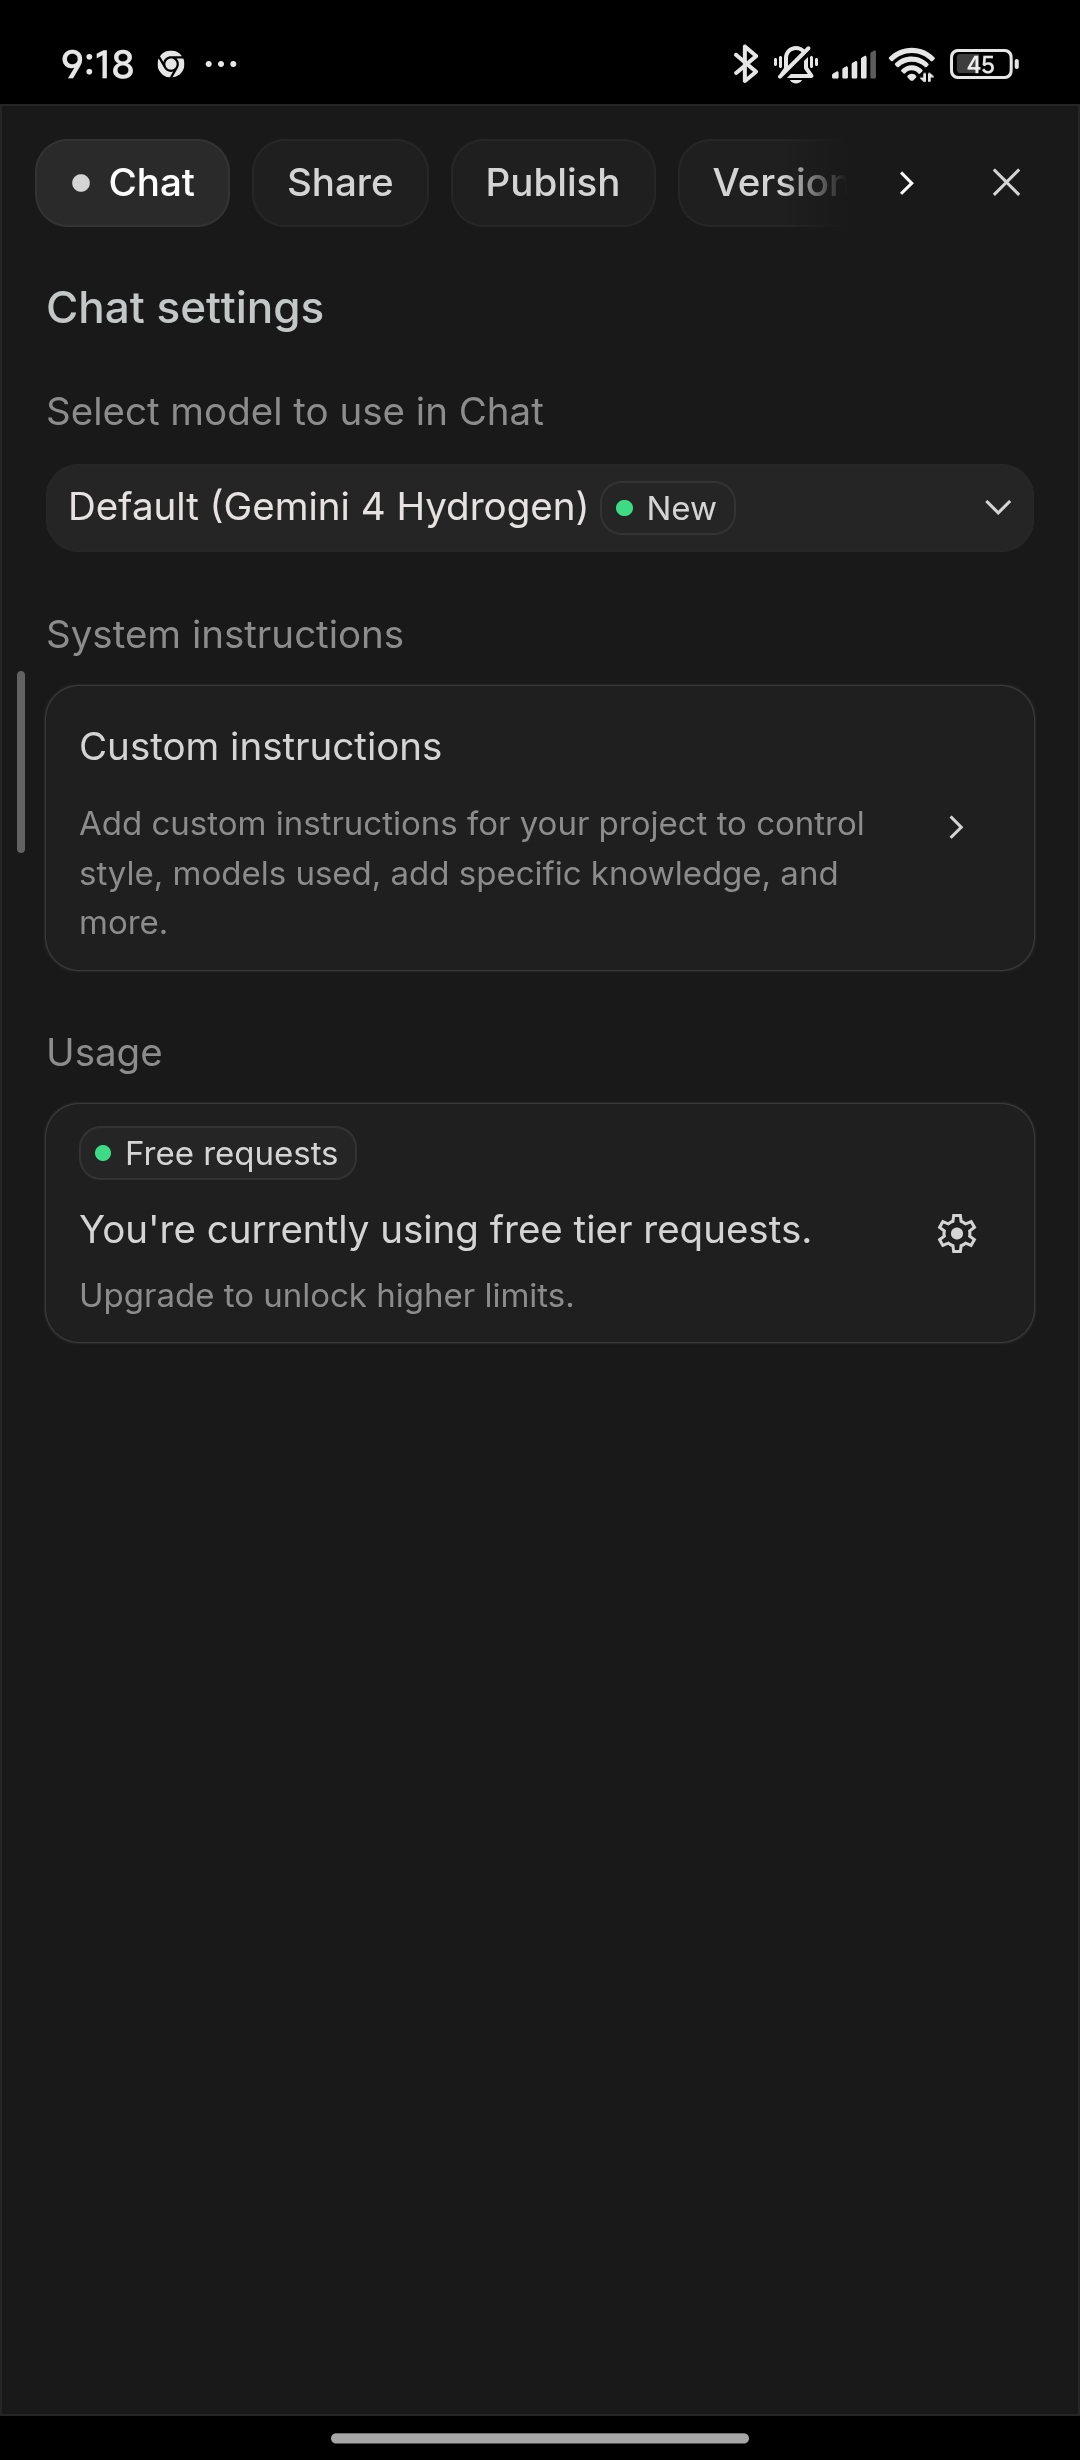 9:18
45
Chat
Share
Publish
Version
Chat settings
Select model to use in Chat
Default (Gemini 4 Hydrogen) New
System instructions
Custom instructions
Add custom instructions for your project to control
style, models used, add specific knowledge, and
more.
Usage
Free requests
You're currently using free tier requests.
Upgrade to unlock higher limits.